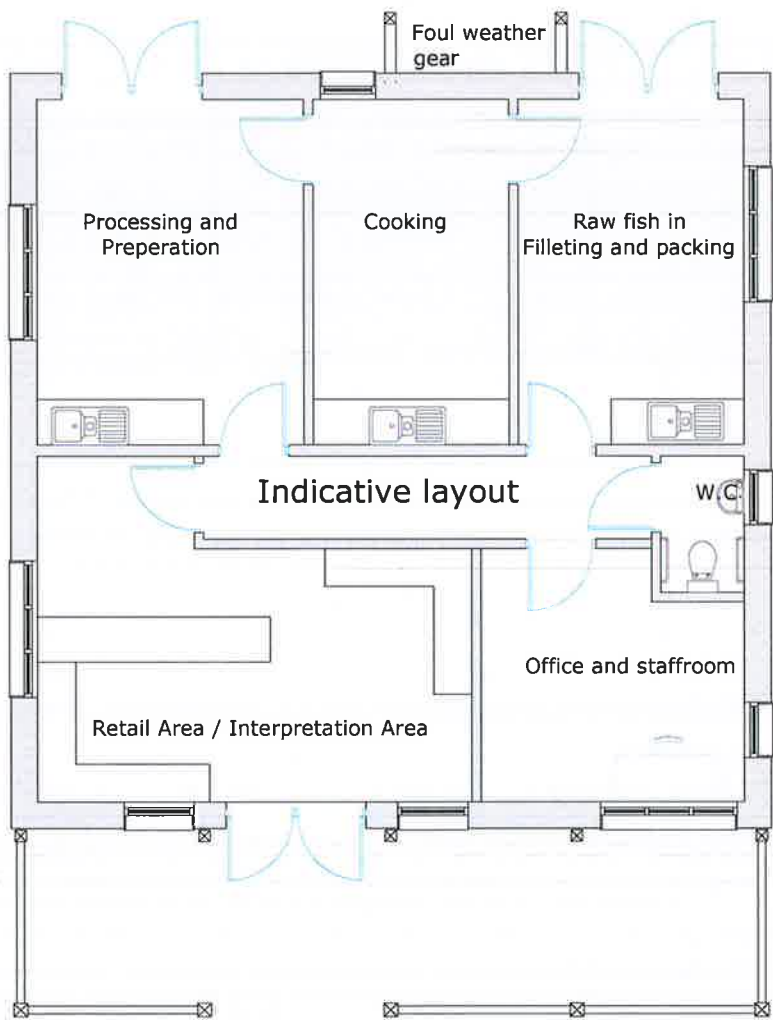 Foul weather
gear
Processing and
Preperation
Cooking
Raw fish in
Filleting and packing
Indicative layout
W.C.
Office and staffroom
Retail Area / Interpretation Area